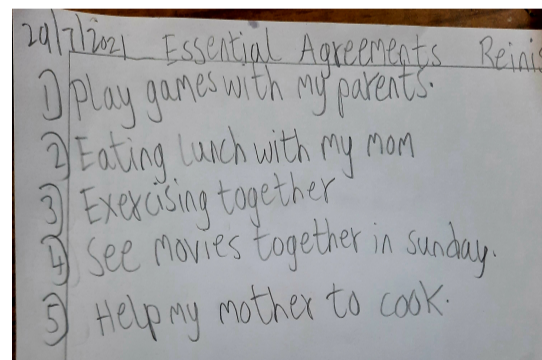 29/7/2021 Essential Agreements Reinis
1) Play games with my parents.
2) Eating lunch with my mom
3) Exercising together
4) See movies together in sunday.
5) Help my mother to cook.